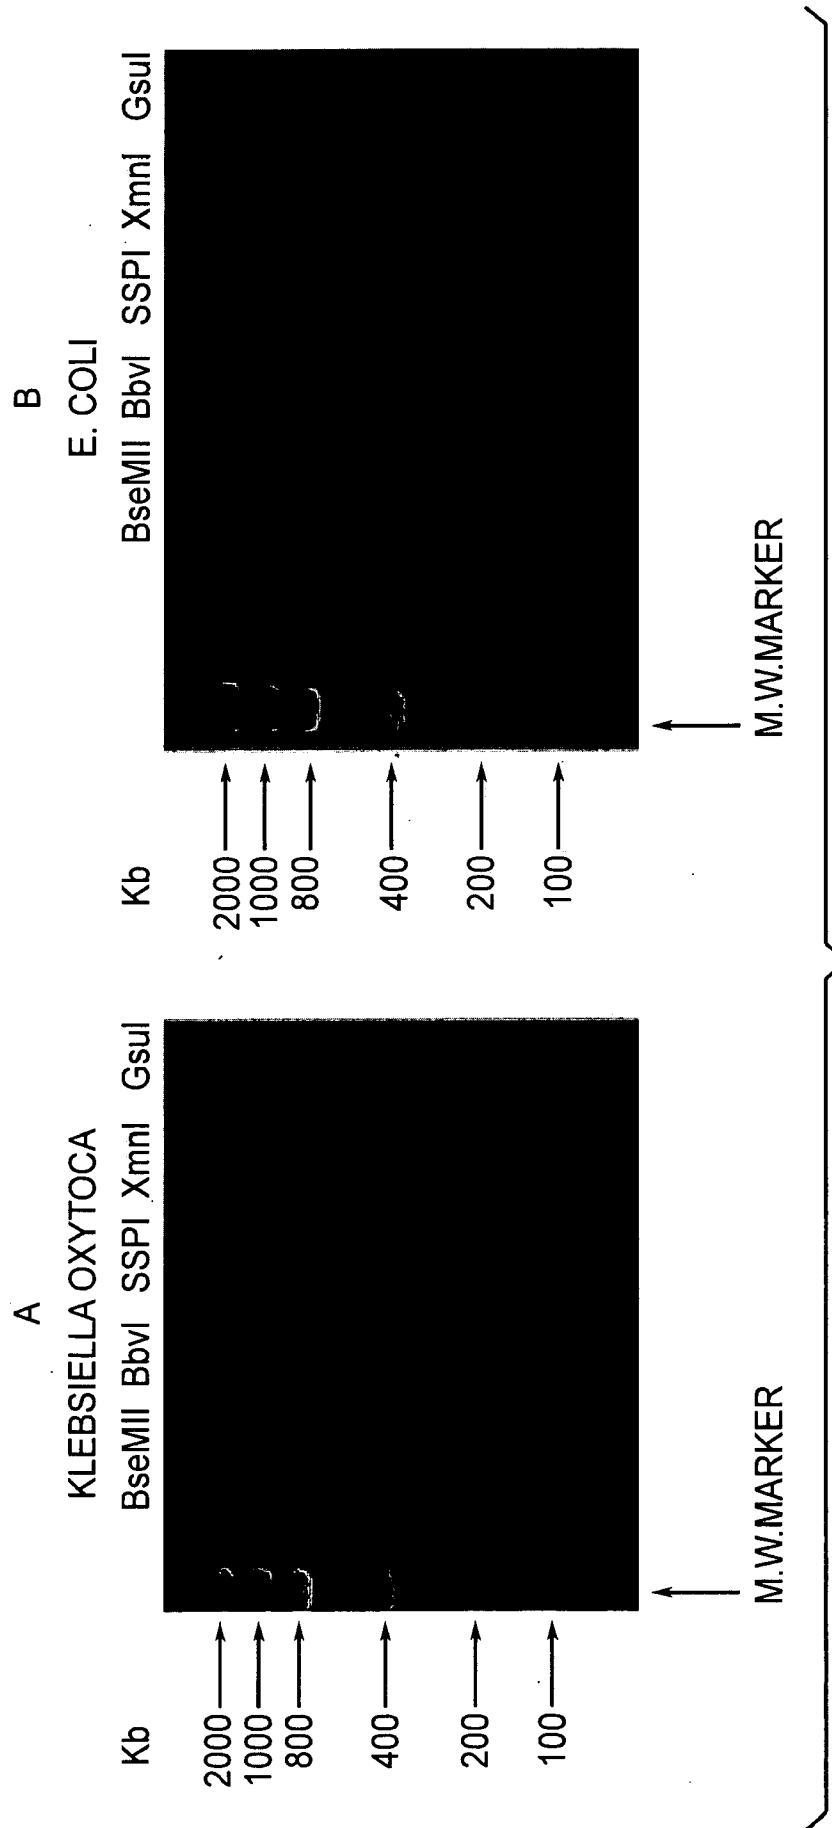 A
KLEBSIELLA OXYTOCA
Kb BseMII BbvI SSPI XmnI GsuI
2000
1000
800
400
200
100
M.W.MARKER
B
E. COLI
Kb BseMII BbvI SSPI XmnI GsuI
2000
1000
800
400
200
100
M.W.MARKER